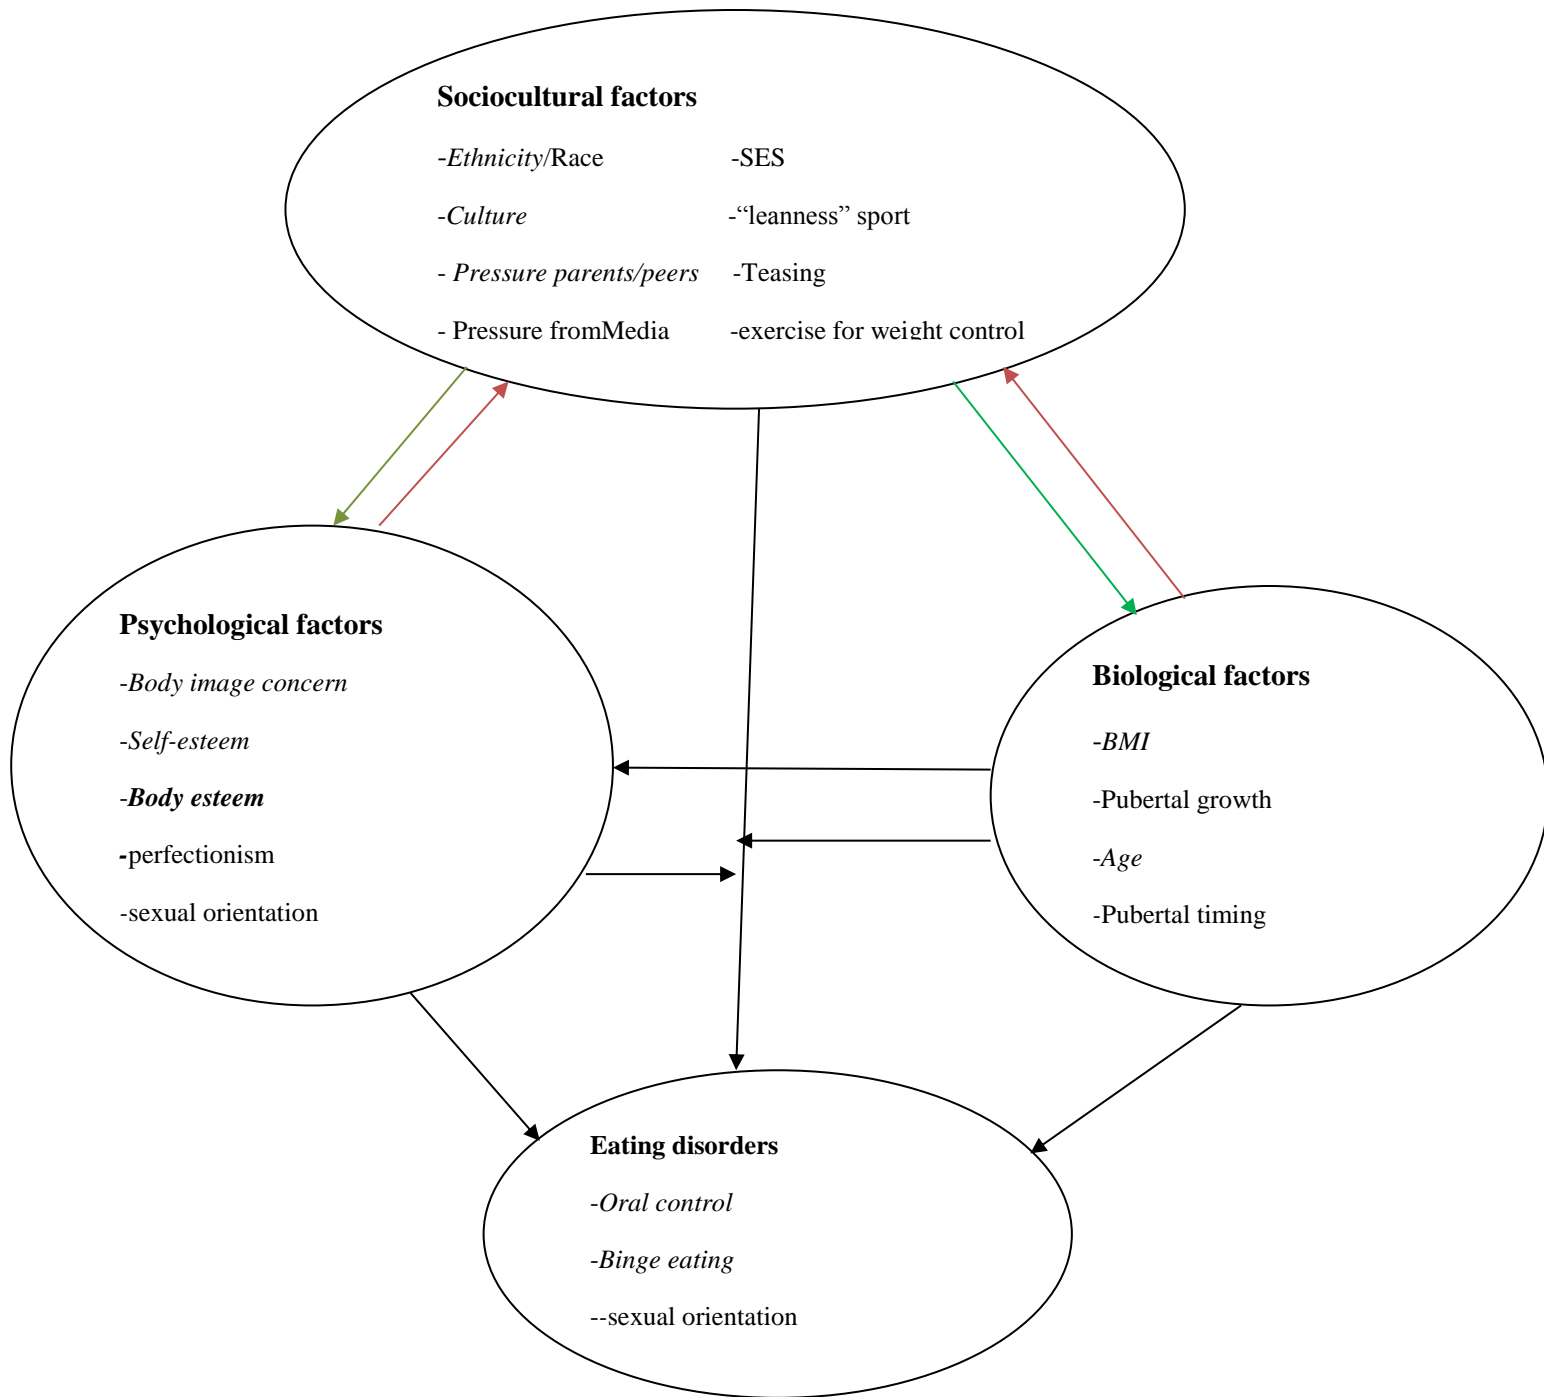 Sociocultural factors
-Ethnicity/Race -SES
-Culture -“leanness” sport
- Pressure parents/peers -Teasing
- Pressure fromMedia -exercise for weight control
Psychological factors
-Body image concern
-Self-esteem
-Body esteem
-perfectionism
-sexual orientation
Biological factors
-BMI
-Pubertal growth
-Age
-Pubertal timing
Eating disorders
-Oral control
-Binge eating
--sexual orientation